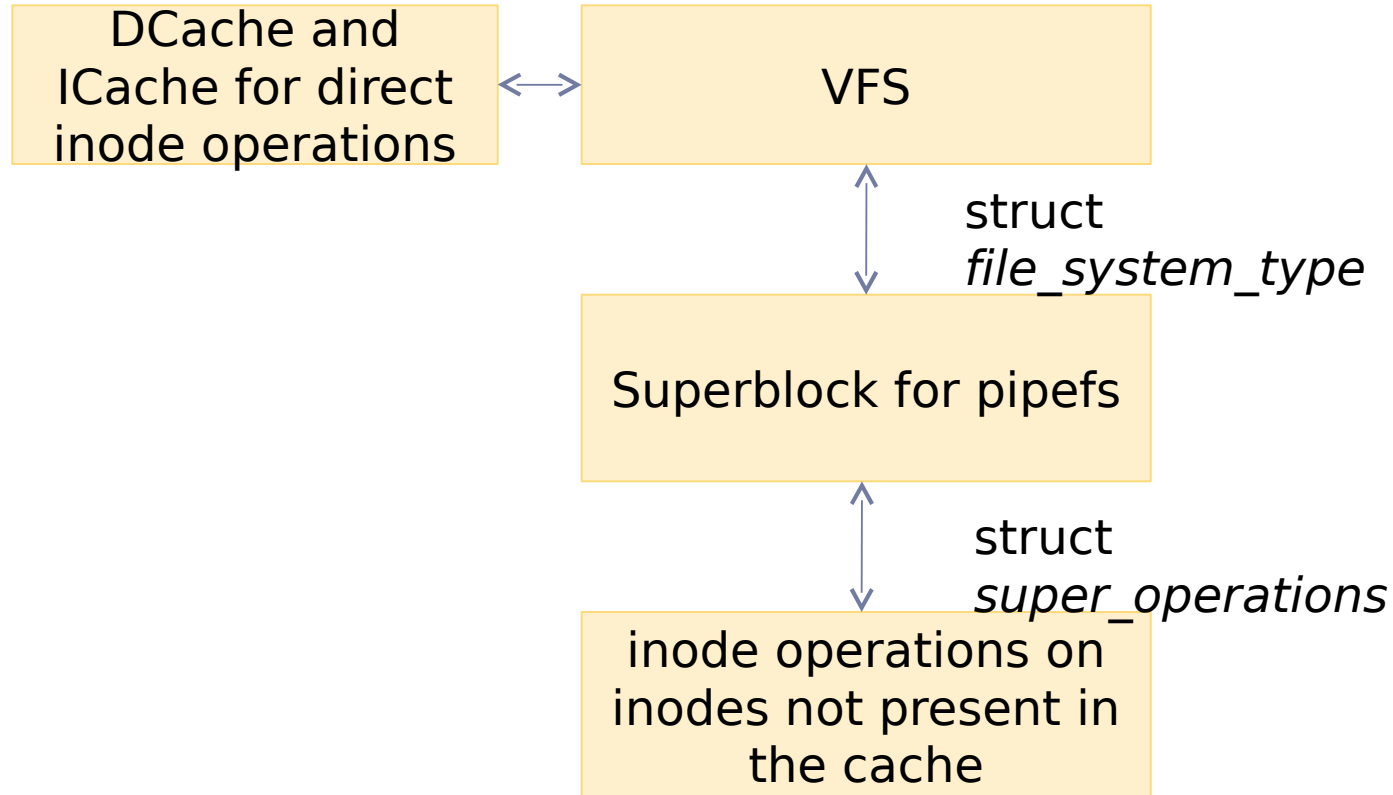 DCache and
ICache for direct
inode operations
VFS
struct
file_system_type
Superblock for pipefs
struct
super_operations
inode operations on
inodes not present in
the cache